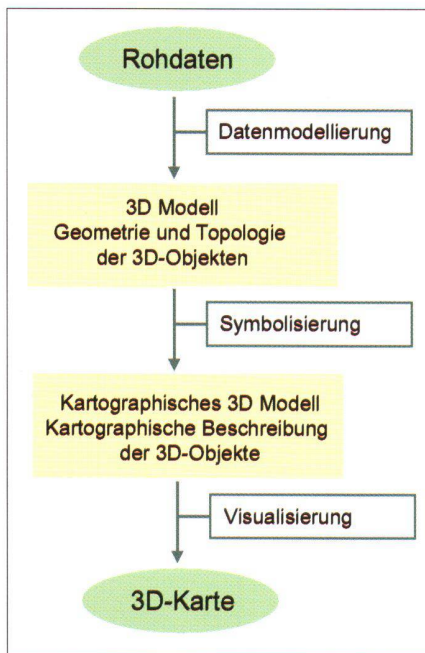 Rohdaten
Datenmodellierung
3D Modell
Geometrie und Topologie
der 3D-Objekten
Symbolisierung
Kartographisches 3D Modell
Kartographische Beschreibung
der 3D-Objekte
Visualisierung
3D-Karte